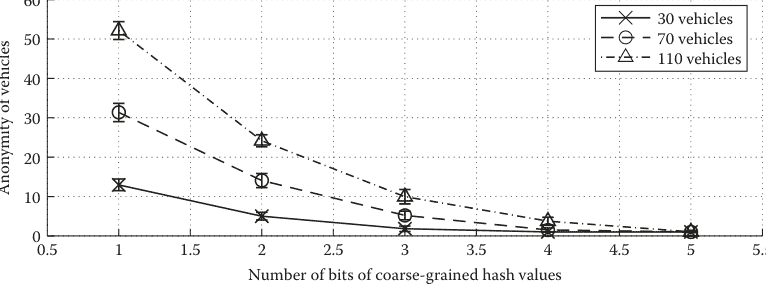 60
50
40
30
20
10
0
Anonymity of vehicles
30 vehicles
70 vehicles
110 vehicles
0.5 1 1.5 2 2.5 3 3.5 4 4.5 5 5.5
Number of bits of coarse-grained hash values